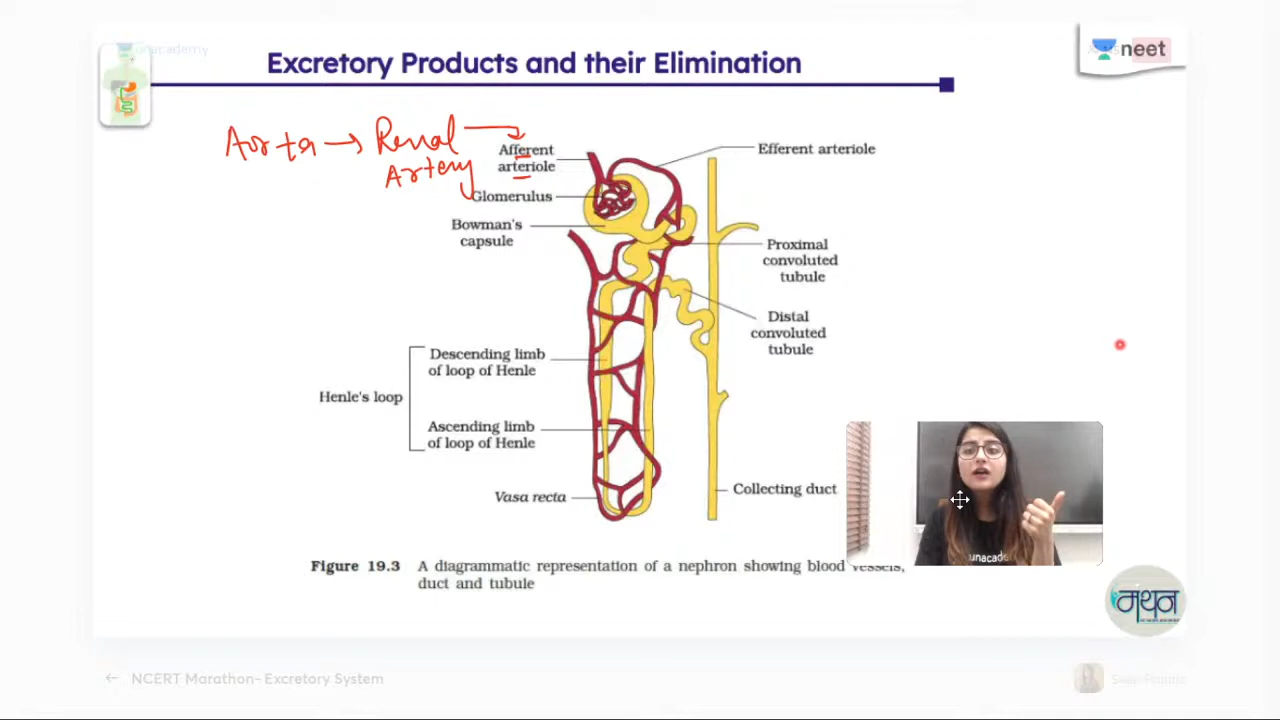 unacademy
Excretory Products and their Elimination
neet
Aorta → Renal
Artery
Afferent
arteriole
Efferent arteriole
Glomerulus
Bowman's
capsule
Proximal
convoluted
tubule
Distal
convoluted
tubule
Descending limb
of loop of Henle
Henle's loop
Ascending limb
of loop of Henle
Vasa recta
Collecting duct
unacade
Figure 19.3 A diagrammatic representation of a nephron showing blood vessels,
duct and tubule
मंथन
← NCERT Marathon- Excretory System